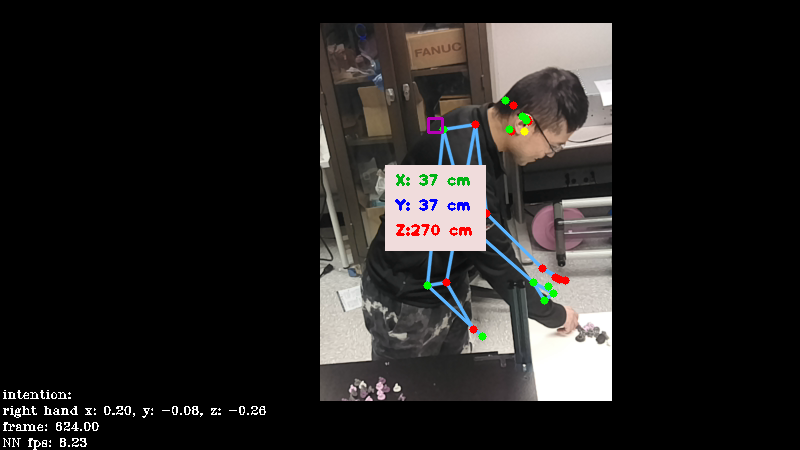 FANUC
X: 37 cm
Y: 37 cm
Z:270 cm
intention:
right hand x: 0.20, y: -0.08, z: -0.26
frame: 624.00
NN fps: 8.23